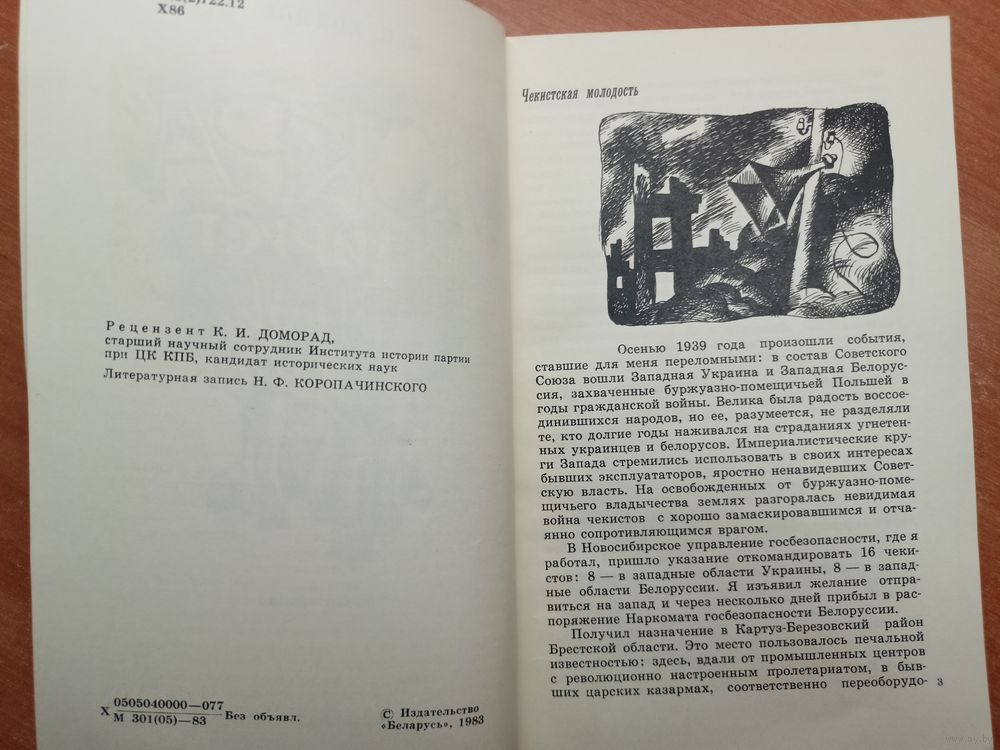 722.12
Х86
Рецензент К. И. ДОМОРАД,
старший научный сотрудник Института истории партии
при ЦК КПБ, кандидат исторических наук
Литературная запись Н. Ф. КОРОПАЧИНСКОГО
Х 0505040000—077
М 301(05)—83 Без объявл.
© Издательство
«Беларусь», 1983
Чекистская молодость
Осенью 1939 года произошли события,
ставшие для меня переломными: в состав Советского
Союза вошли Западная Украина и Западная Белорус-
сия, захваченные буржуазно-помещичьей Польшей в
годы гражданской войны. Велика была радость воссое-
динившихся народов, но ее, разумеется, не разделяли
те, кто долгие годы наживался на страданиях угнетен-
ных украинцев и белорусов. Империалистические кру-
ги Запада стремились использовать в своих интересах
бывших эксплуататоров, яростно ненавидевших Совет-
скую власть. На освобожденных от буржуазно-поме-
щичьего владычества землях разгоралась невидимая
война чекистов с хорошо замаскировавшимся и отча-
янно сопротивляющимся врагом.
В Новосибирское управление госбезопасности, где я
работал, пришло указание откомандировать 16 чеки-
стов: 8 — в западные области Украины, 8 — в запад-
ные области Белоруссии. Я изъявил желание отпра-
виться на запад и через несколько дней прибыл в рас-
поряжение Наркомата госбезопасности Белоруссии.
Получил назначение в Картуз-Березовский район
Брестской области. Это место пользовалось печальной
известностью: здесь, вдали от промышленных центров
с революционно настроенным пролетариатом, в быв-
ших царских казармах, соответственно переоборудо-
3
www.ay.by